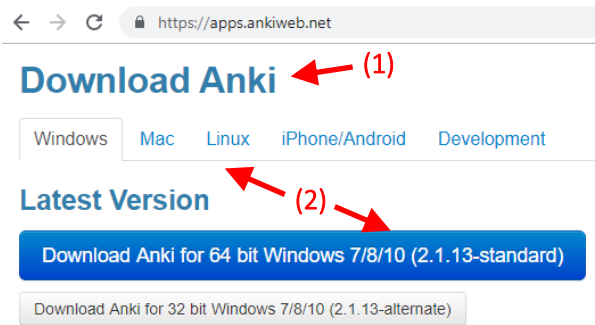 https://apps.ankiweb.net
Download Anki (1)
Windows Mac Linux iPhone/Android Development
Latest Version (2)
Download Anki for 64 bit Windows 7/8/10 (2.1.13-standard)
Download Anki for 32 bit Windows 7/8/10 (2.1.13-alternate)